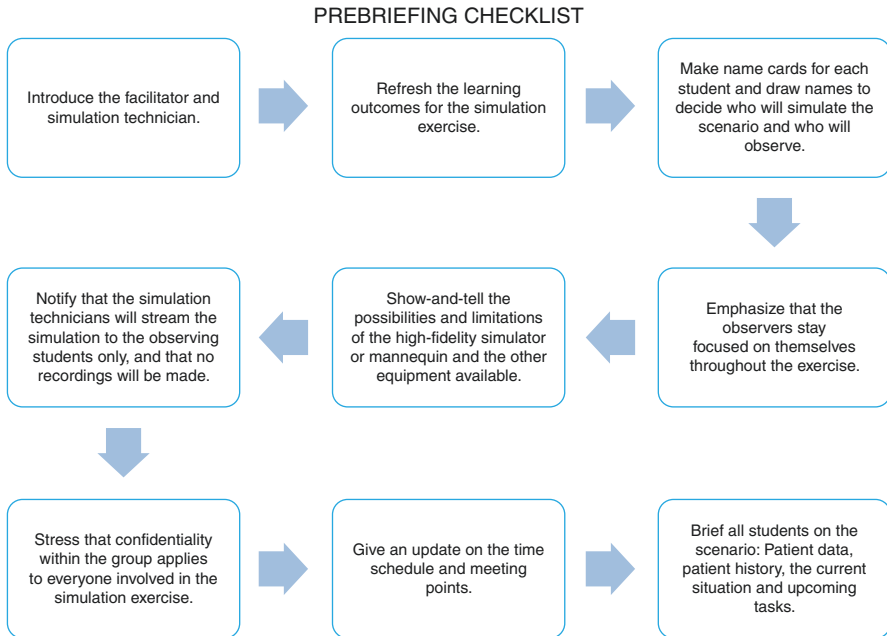 PREBRIEFING CHECKLIST
Introduce the facilitator and
simulation technician.
Refresh the learning
outcomes for the simulation
exercise.
Make name cards for each
student and draw names to
decide who will simulate the
scenario and who will
observe.
Emphasize that the
observers stay
focused on themselves
throughout the exercise.
Show-and-tell the
possibilities and limitations
of the high-fidelity simulator
or mannequin and the other
equipment available.
Notify that the simulation
technicians will stream the
simulation to the observing
students only, and that no
recordings will be made.
Stress that confidentiality
within the group applies
to everyone involved in the
simulation exercise.
Give an update on the time
schedule and meeting
points.
Brief all students on the
scenario: Patient data,
patient history, the current
situation and upcoming
tasks.